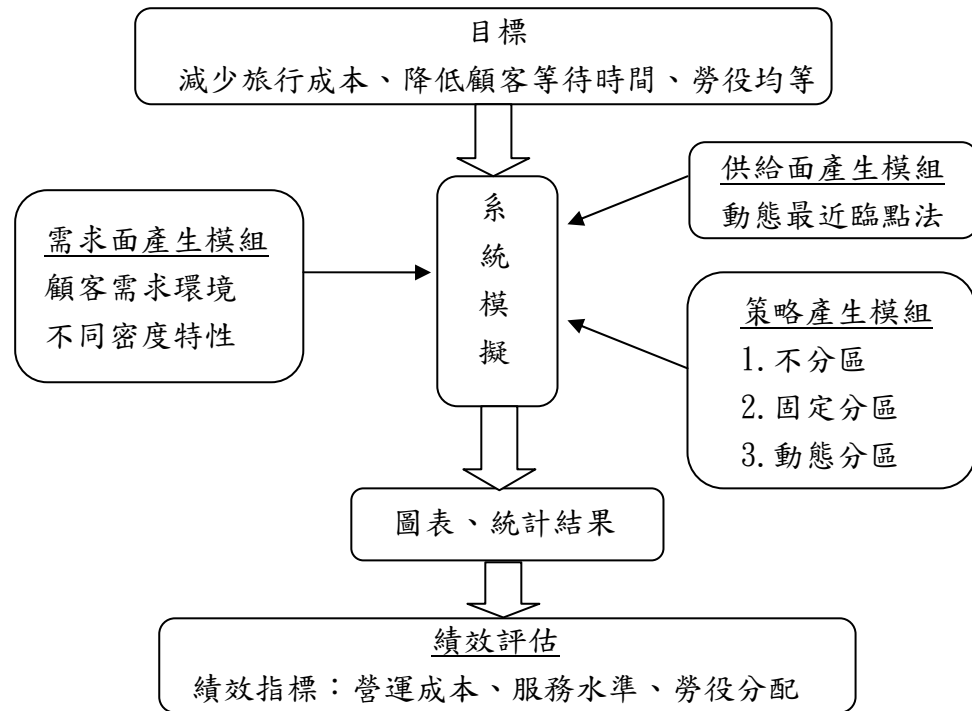 目標
減少旅行成本、降低顧客等待時間、勞役均等
供給面產生模組
動態最近臨點法
系
統
模
擬
需求面產生模組
顧客需求環境
不同密度特性
策略產生模組
1.不分區
2.固定分區
3.動態分區
圖表、統計結果
績效評估
績效指標：營運成本、服務水準、勞役分配